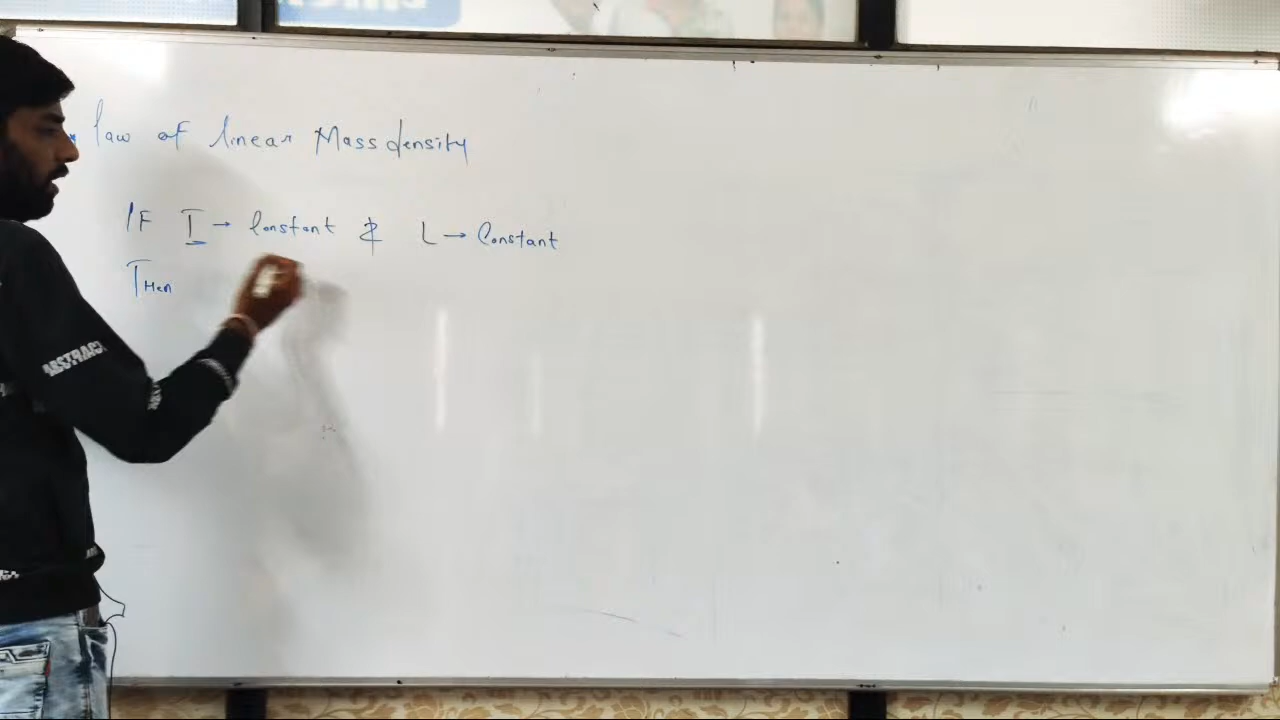 * law of linear Mass density
IF T → Constant & L → Constant
THen
ABSTRACT